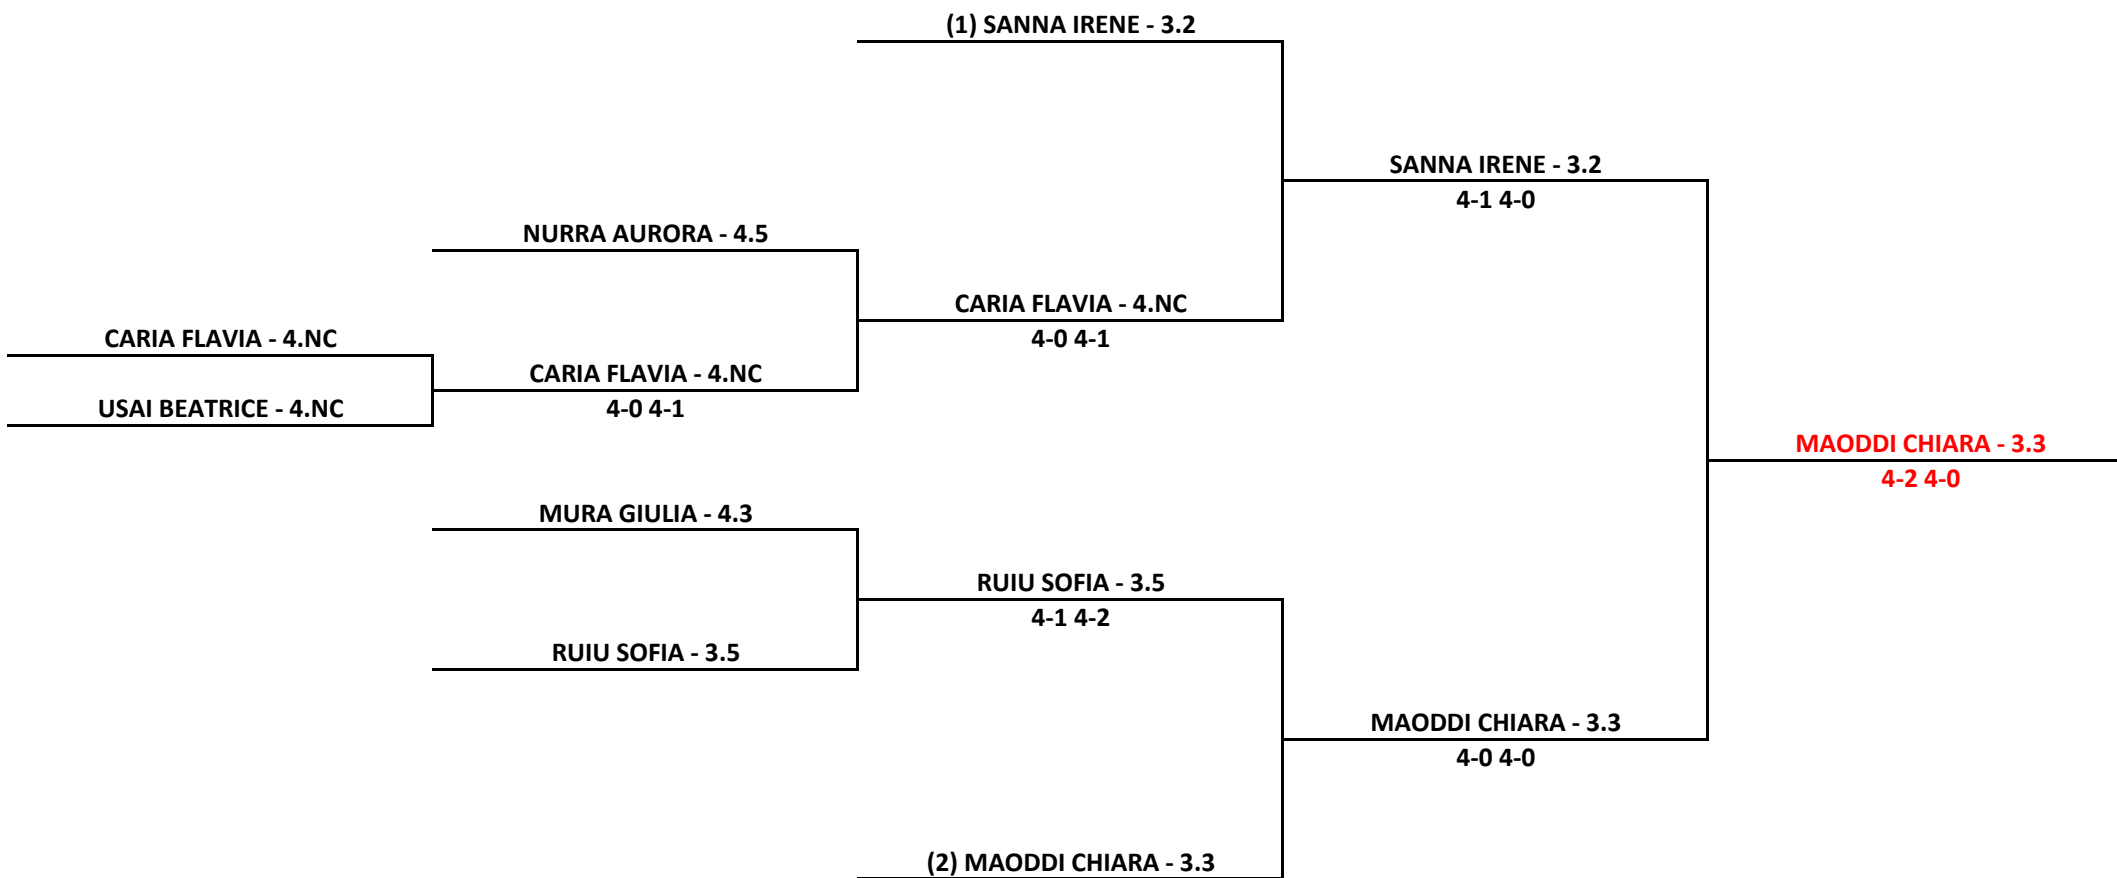 (1) SANNA IRENE - 3.2
SANNA IRENE - 3.2
4-1 4-0
NURRA AURORA - 4.5
CARIA FLAVIA - 4.NC
4-0 4-1
CARIA FLAVIA - 4.NC
CARIA FLAVIA - 4.NC
4-0 4-1
USAI BEATRICE - 4.NC
MAODDI CHIARA - 3.3
4-2 4-0
MURA GIULIA - 4.3
RUIU SOFIA - 3.5
4-1 4-2
RUIU SOFIA - 3.5
MAODDI CHIARA - 3.3
4-0 4-0
(2) MAODDI CHIARA - 3.3